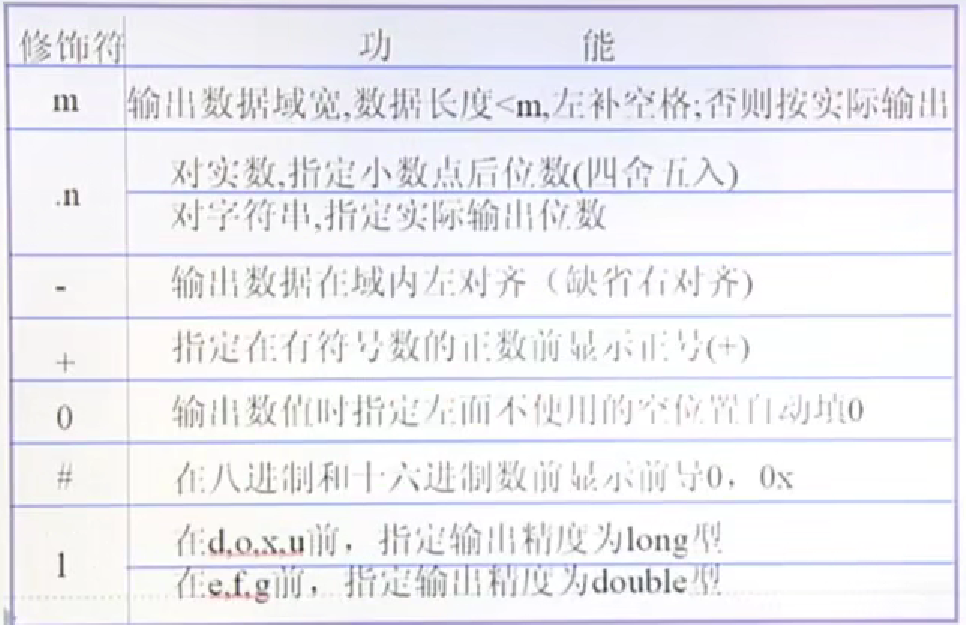 修饰符 功 能
m 输出数据域宽,数据长度<m,左补空格;否则按实际输出
.n 对实数,指定小数点后位数(四舍五入)
对字符串,指定实际输出位数
- 输出数据在域内左对齐（缺省右对齐)
+ 指定在有符号数的正数前显示正号(+)
0 输出数值时指定左面不使用的空位置自动填0
# 在八进制和十六进制数前显示前导0，0x
l 在d,o,x,u前，指定输出精度为long型
在e,f,g前，指定输出精度为double型